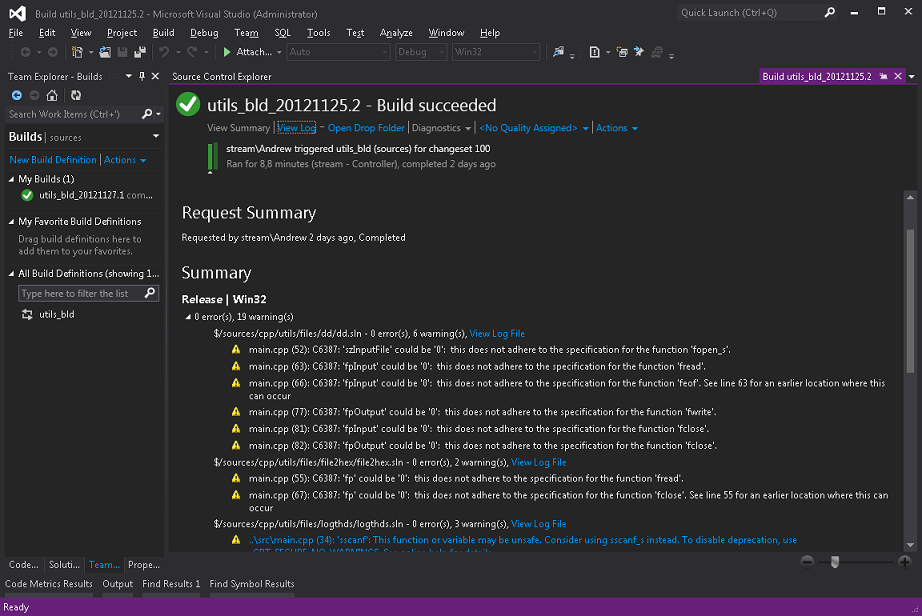 Build utils_bld_20121125.2 - Microsoft Visual Studio (Administrator)
Quick Launch (Ctrl+Q)
File Edit View Project Build Debug Team SQL Tools Test Analyze Window Help
Attach... Auto Debug Win32
Team Explorer - Builds
Source Control Explorer
Build utils_bld_20121125.2
Search Work Items (Ctrl+')
Builds | sources
New Build Definition | Actions
My Builds (1)
utils_bld_20121127.1 com...
My Favorite Build Definitions
Drag build definitions here to
add them to your favorites.
All Build Definitions (showing 1...
Type here to filter the list
utils_bld
utils_bld_20121125.2 - Build succeeded
View Summary | View Log - Open Drop Folder | Diagnostics | <No Quality Assigned> | Actions
stream\Andrew triggered utils_bld (sources) for changeset 100
Ran for 8,8 minutes (stream - Controller), completed 2 days ago
Request Summary
Requested by stream\Andrew 2 days ago, Completed
Summary
Release | Win32
0 error(s), 19 warning(s)
$/sources/cpp/utils/files/dd/dd.sln - 0 error(s), 6 warning(s), View Log File
main.cpp (52): C6387: 'szInputFile' could be '0': this does not adhere to the specification for the function 'fopen_s'.
main.cpp (63): C6387: 'fpInput' could be '0': this does not adhere to the specification for the function 'fread'.
main.cpp (66): C6387: 'fpInput' could be '0': this does not adhere to the specification for the function 'feof'. See line 63 for an earlier location where this
can occur
main.cpp (77): C6387: 'fpOutput' could be '0': this does not adhere to the specification for the function 'fwrite'.
main.cpp (81): C6387: 'fpInput' could be '0': this does not adhere to the specification for the function 'fclose'.
main.cpp (82): C6387: 'fpOutput' could be '0': this does not adhere to the specification for the function 'fclose'.
$/sources/cpp/utils/files/file2hex/file2hex.sln - 0 error(s), 2 warning(s), View Log File
main.cpp (55): C6387: 'fp' could be '0': this does not adhere to the specification for the function 'fread'.
main.cpp (67): C6387: 'fp' could be '0': this does not adhere to the specification for the function 'fclose'. See line 55 for an earlier location where this can
occur
$/sources/cpp/utils/files/logthds/logthds.sln - 0 error(s), 3 warning(s), View Log File
..\src\main.cpp (34): 'sscanf': This function or variable may be unsafe. Consider using sscanf_s instead. To disable deprecation, use
_CRT_SECURE_NO_WARNINGS. See online help for details.
Code... Soluti... Team... Prope...
Code Metrics Results Output Find Results 1 Find Symbol Results
Ready